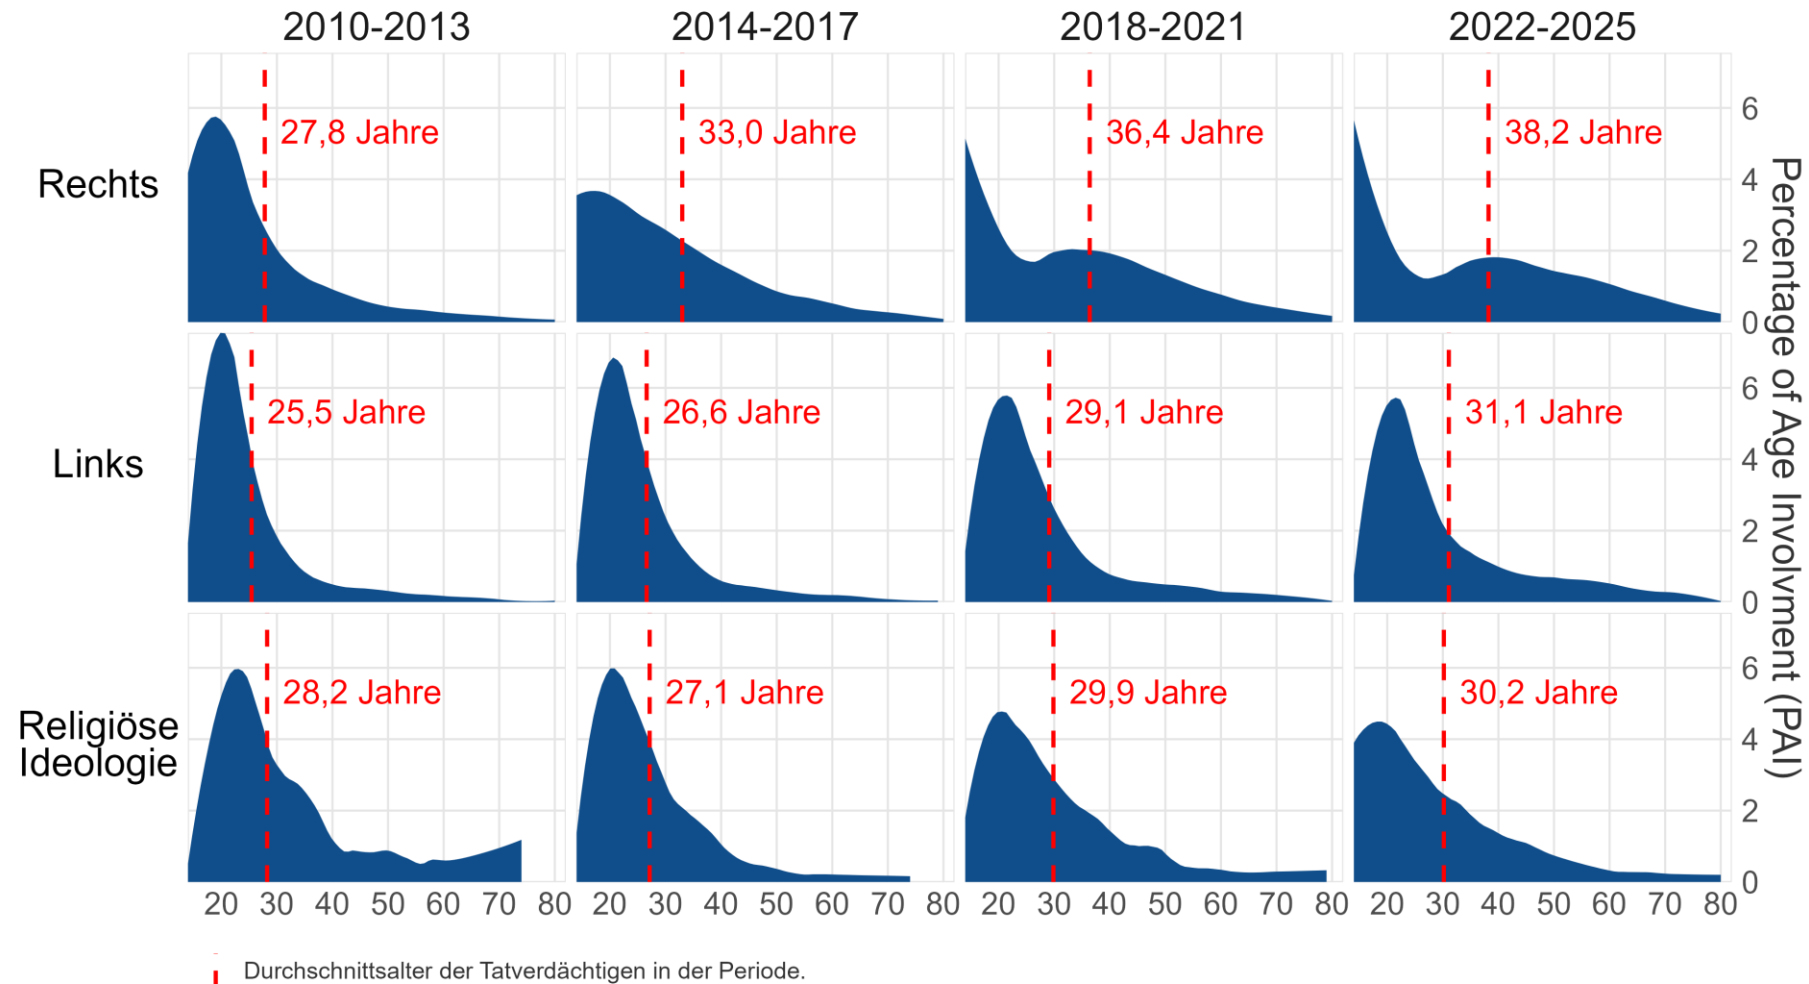 2010-2013 2014-2017 2018-2021 2022-2025
Rechts
27,8 Jahre 33,0 Jahre 36,4 Jahre 38,2 Jahre
6
4
2
0
Links
25,5 Jahre 26,6 Jahre 29,1 Jahre 31,1 Jahre
6
4
2
0
Religiöse
Ideologie
28,2 Jahre 27,1 Jahre 29,9 Jahre 30,2 Jahre
6
4
2
0
20 30 40 50 60 70 80 20 30 40 50 60 70 80 20 30 40 50 60 70 80 20 30 40 50 60 70 80
Percentage of Age Involvment (PAI)
Durchschnittsalter der Tatverdächtigen in der Periode.